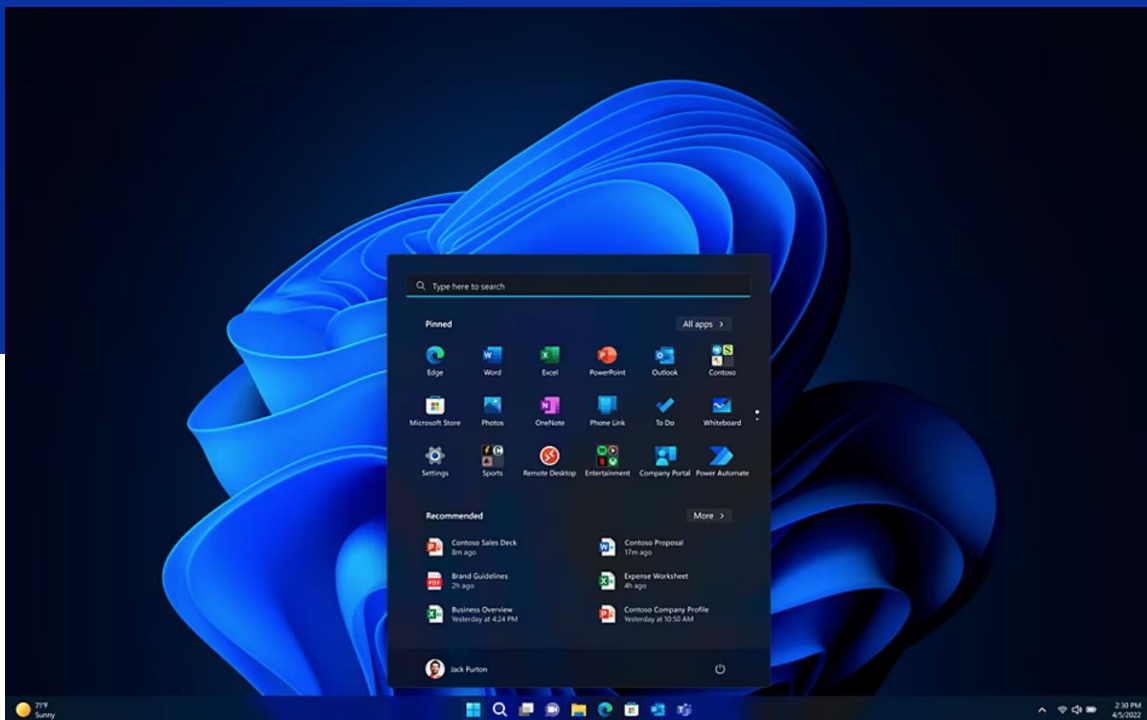 Type here to search
Pinned
All apps >
Edge
Word
Excel
PowerPoint
Outlook
Contoso
Microsoft Store
Photos
OneNote
Phone Link
To Do
Whiteboard
Settings
Sports
Remote Desktop
Entertainment
Company Portal
Power Automate
Recommended
More >
Contoso Sales Deck
8m ago
Contoso Proposal
17m ago
Brand Guidelines
2h ago
Expense Worksheet
4h ago
Business Overview
Yesterday at 4:24 PM
Contoso Company Profile
Yesterday at 10:50 AM
Jack Purton
71°F
Sunny
2:30 PM
4/5/2022